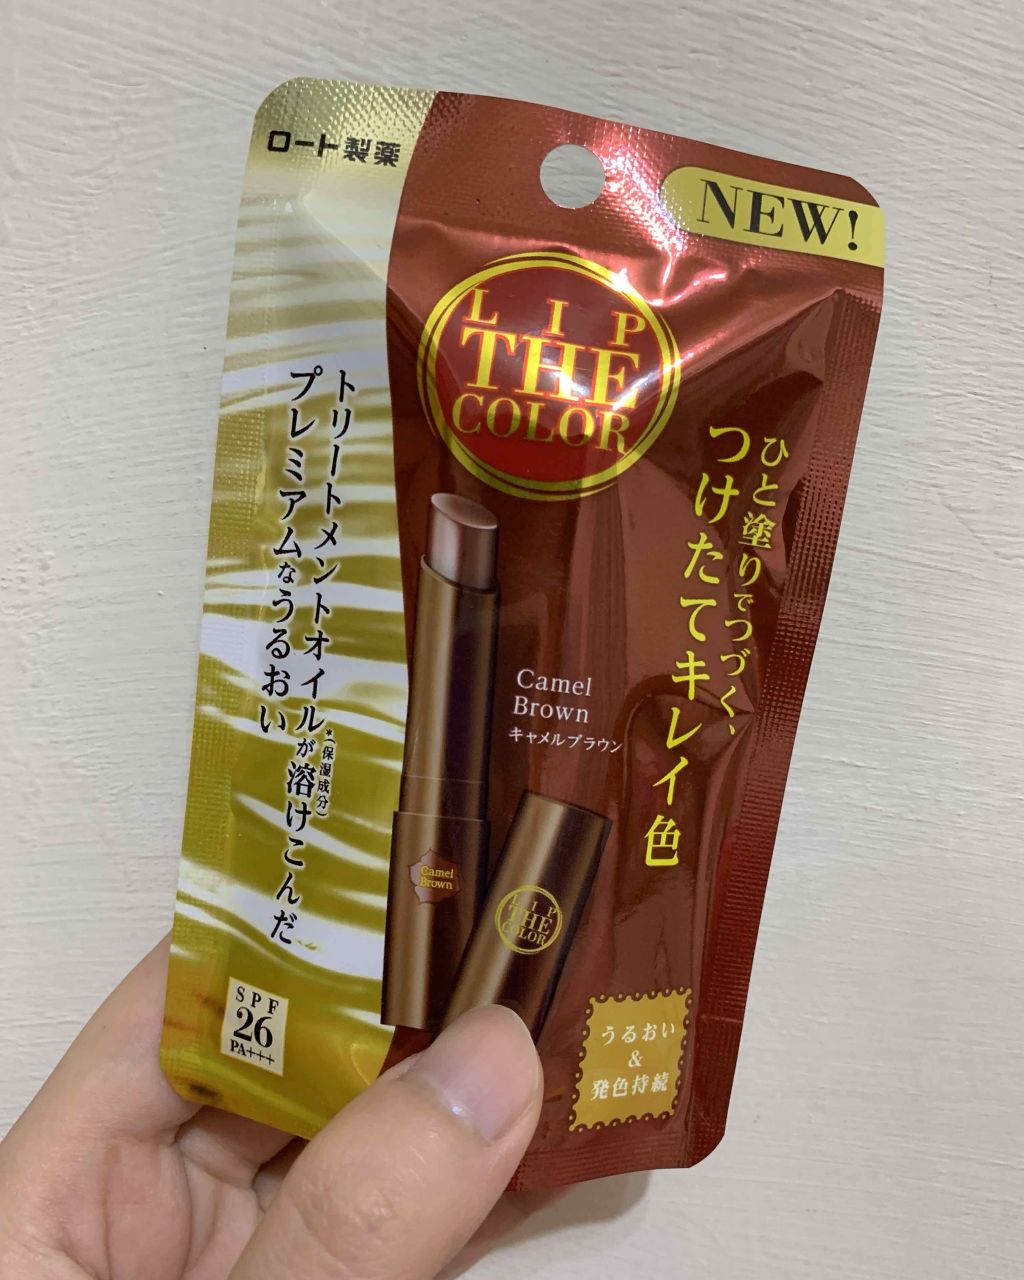 ロート製薬
NEW!
LIP
THE
COLOR
ひと塗りでつづく、
つけたてキレイ色
トリートメントオイル*(保湿成分)が溶けこんだ
プレミアムなうるおい
Camel
Brown
キャメルブラウン
Camel
Brown
LIP
THE
COLOR
SPF
26
PA+++
うるおい
&
発色持続